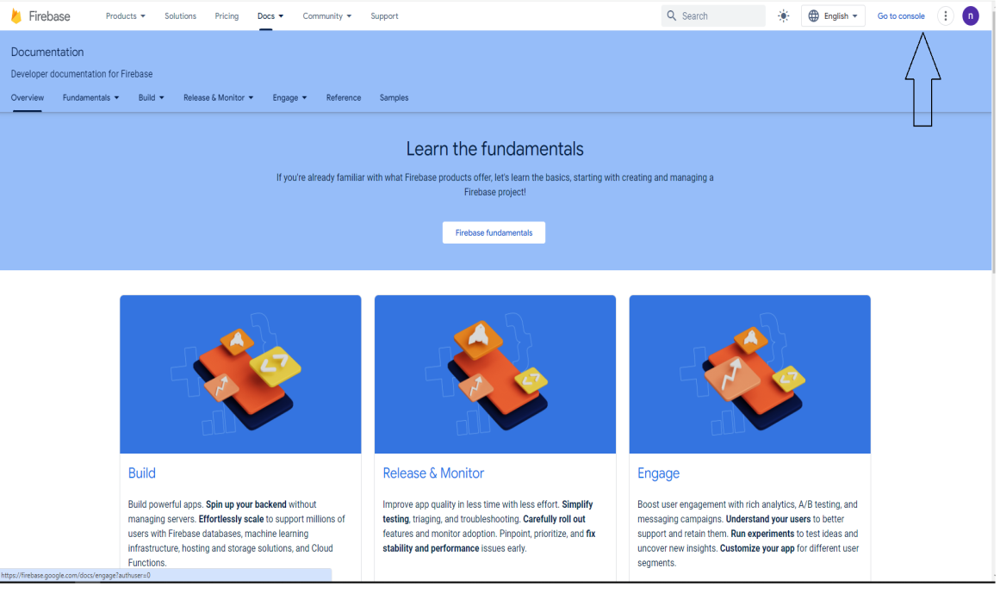 Firebase Products Solutions Pricing Docs Community Support Search English Go to console n
Documentation
Developer documentation for Firebase
Overview Fundamentals Build Release & Monitor Engage Reference Samples
Learn the fundamentals
If you're already familiar with what Firebase products offer, let's learn the basics, starting with creating and managing a
Firebase project!
Firebase fundamentals
Build
Build powerful apps. Spin up your backend without
managing servers. Effortlessly scale to support millions of
users with Firebase databases, machine learning
infrastructure, hosting and storage solutions, and Cloud
Functions.
Release & Monitor
Improve app quality in less time with less effort. Simplify
testing, triaging, and troubleshooting. Carefully roll out
features and monitor adoption. Pinpoint, prioritize, and fix
stability and performance issues early.
Engage
Boost user engagement with rich analytics, A/B testing, and
messaging campaigns. Understand your users to better
support and retain them. Run experiments to test ideas and
uncover new insights. Customize your app for different user
segments.
https://firebase.google.com/docs/engage?authuser=0